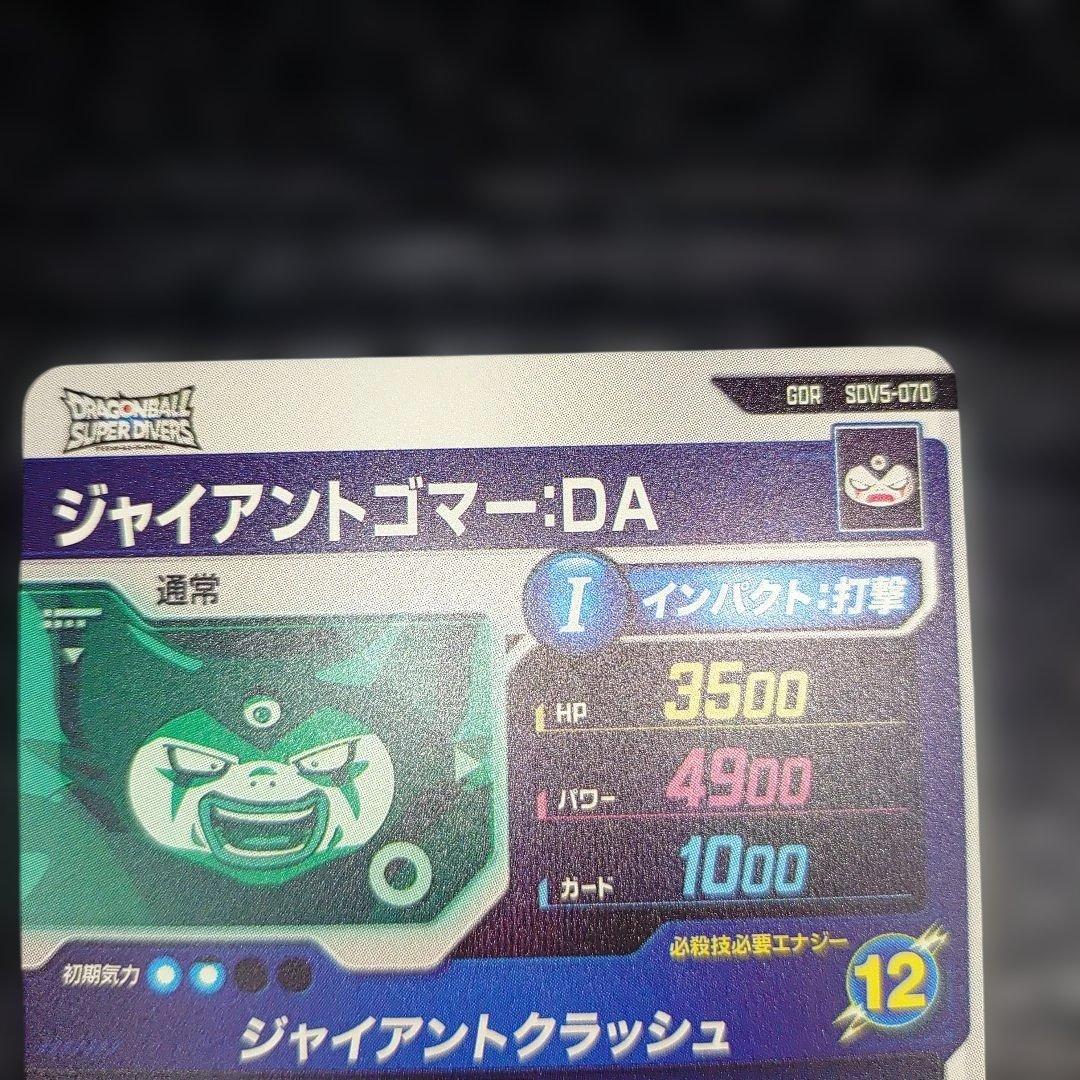 DRAGONBALL
SUPER DIVERS
GDR SDV5-070
ジャイアントゴマー:DA
通常
I インパクト:打撃
HP 3500
パワー 4900
ガード 1000
初期気力
必殺技必要エナジー
12
ジャイアントクラッシュ